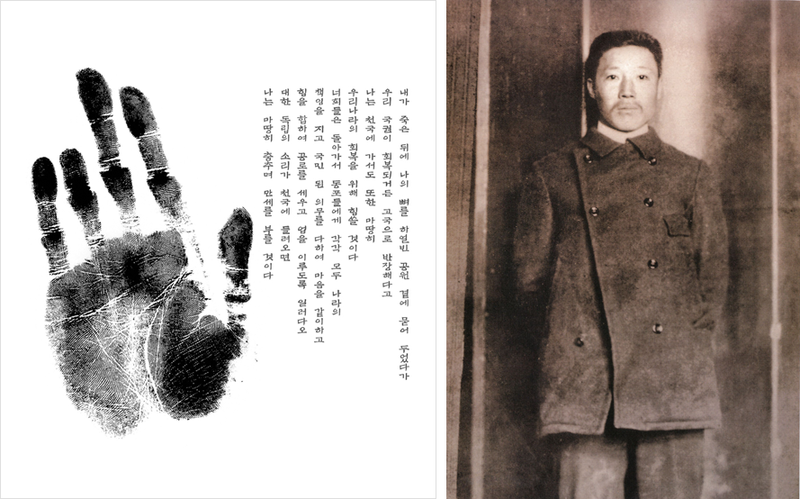 내가 죽은 뒤에 나의 뼈를 하얼빈 공원 곁에 묻어 두었다가
우리 국권이 회복되거든 고국으로 반장해다고
나는 천국에 가서도 또한 마땅히
우리나라의 회복을 위해 힘쓸 것이다
너희들은 돌아가서 동포들에게 각각 모두 나라의
책임을 지고 국민 된 의무를 다하여 마음을 같이하고
힘을 합하여 공로를 세우고 업을 이루도록 일러다오
대한 독립의 소리가 천국에 들려오면
나는 마땅히 춤추며 만세를 부를 것이다